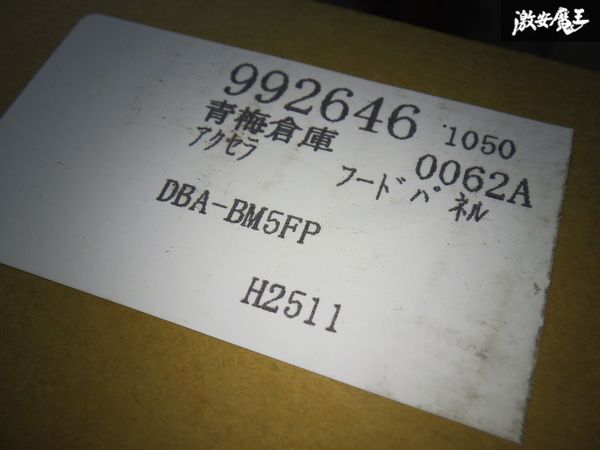 激安魔王
992646 1050
青梅倉庫 0062A
アクセラ フードパネル
DBA-BM5FP
H2511